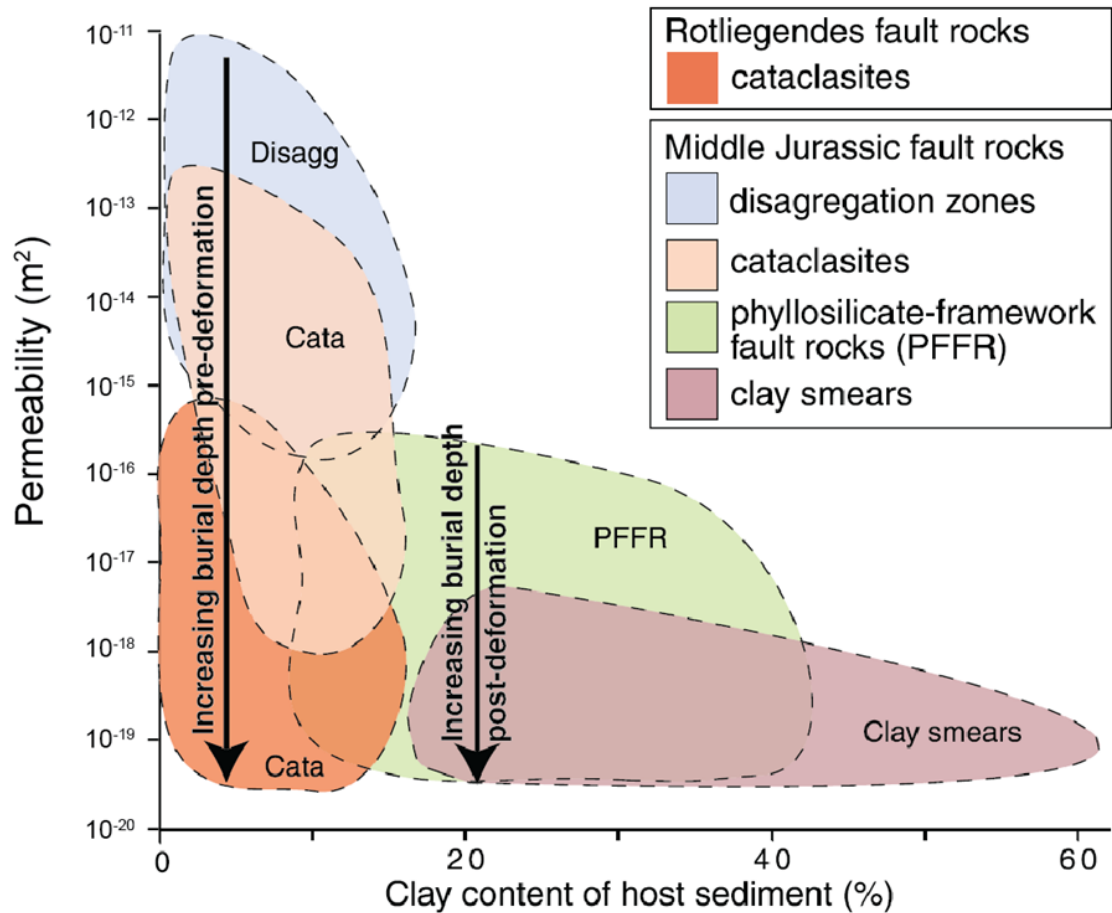 Rotliegendes fault rocks
cataclasites
Middle Jurassic fault rocks
disagregation zones
cataclasites
phyllosilicate-framework
fault rocks (PFFR)
clay smears
Permeability (m²)
10⁻¹¹
10⁻¹²
10⁻¹³
10⁻¹⁴
10⁻¹⁵
10⁻¹⁶
10⁻¹⁷
10⁻¹⁸
10⁻¹⁹
10⁻²⁰
Disagg
Cata
Increasing burial depth pre-deformation
Cata
PFFR
Increasing burial depth
post-deformation
Clay smears
0
20
40
60
Clay content of host sediment (%)